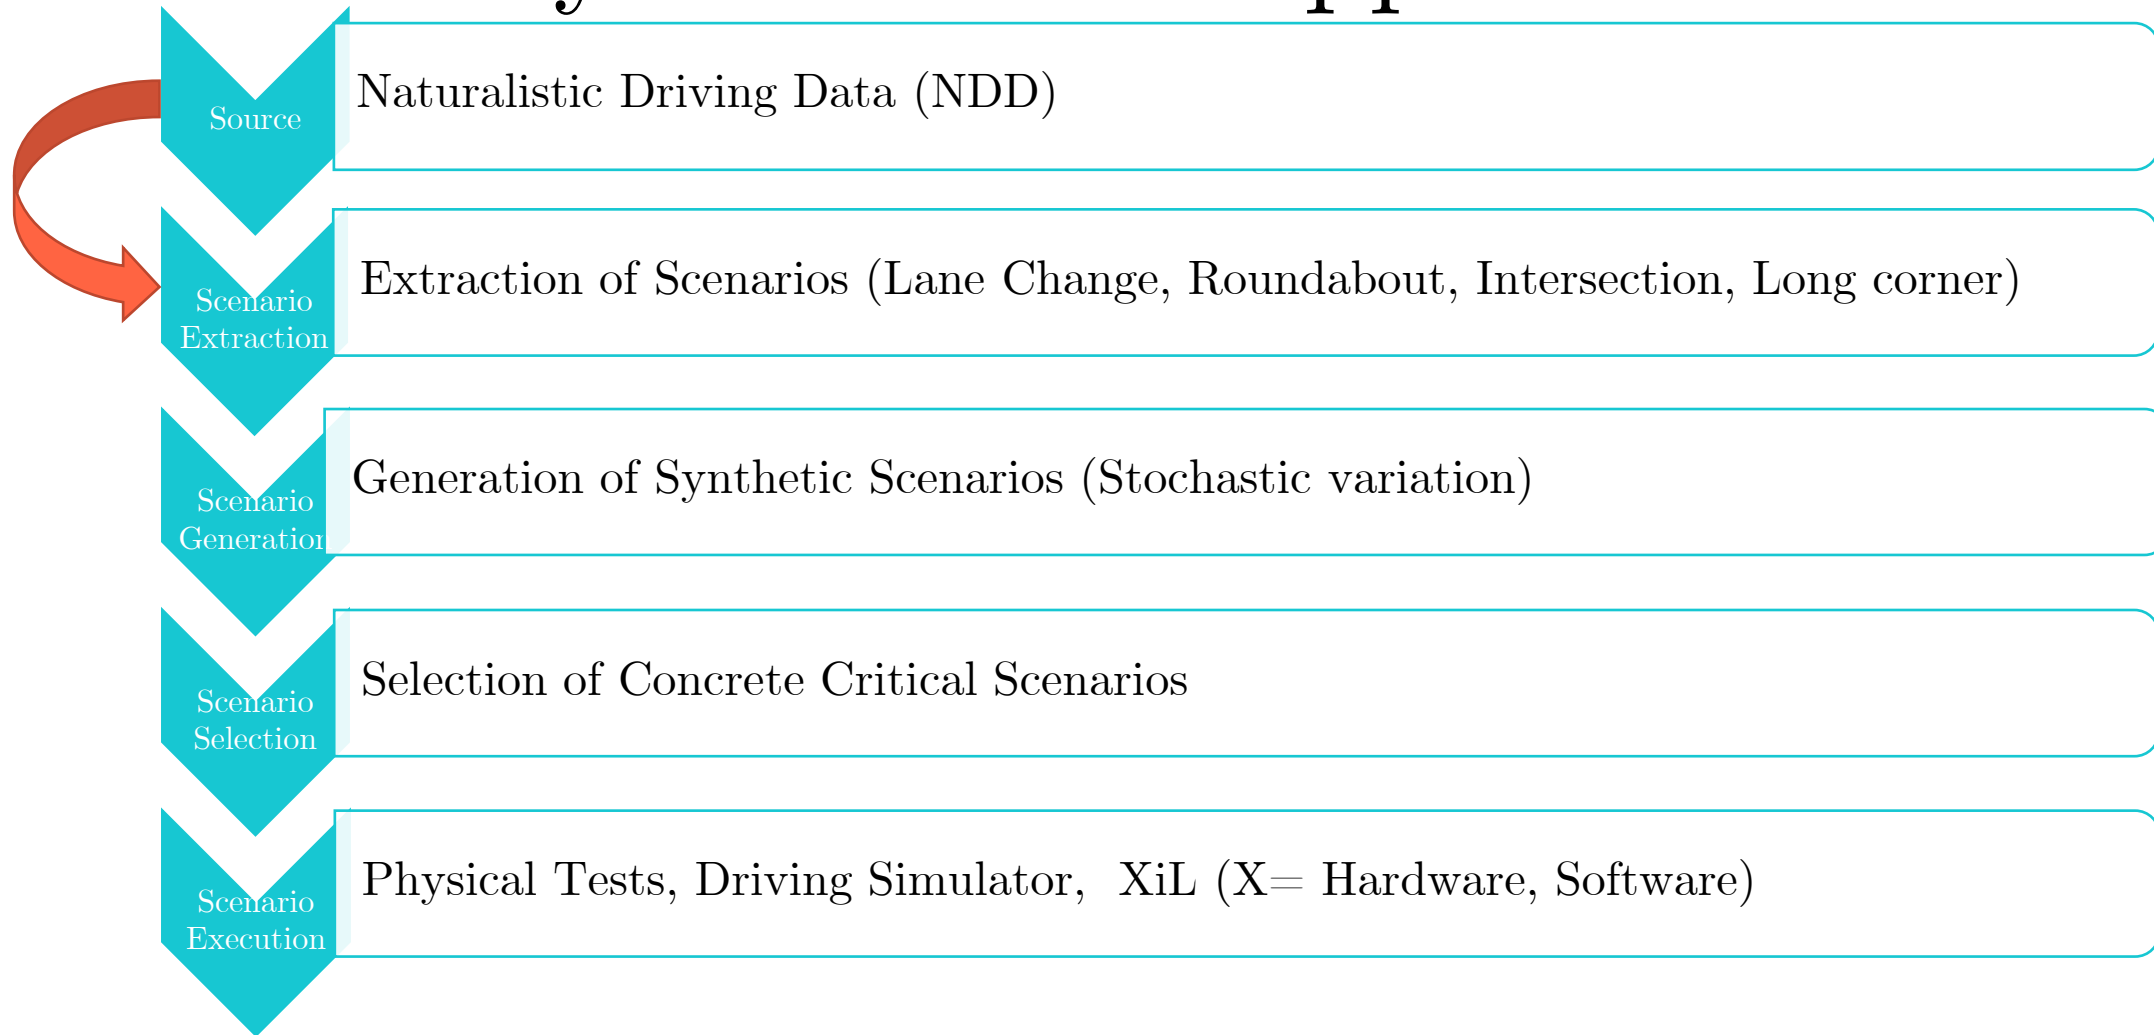 Source
Naturalistic Driving Data (NDD)
Scenario
Extraction
Extraction of Scenarios (Lane Change, Roundabout, Intersection, Long corner)
Scenario
Generation
Generation of Synthetic Scenarios (Stochastic variation)
Scenario
Selection
Selection of Concrete Critical Scenarios
Scenario
Execution
Physical Tests, Driving Simulator, XiL (X= Hardware, Software)